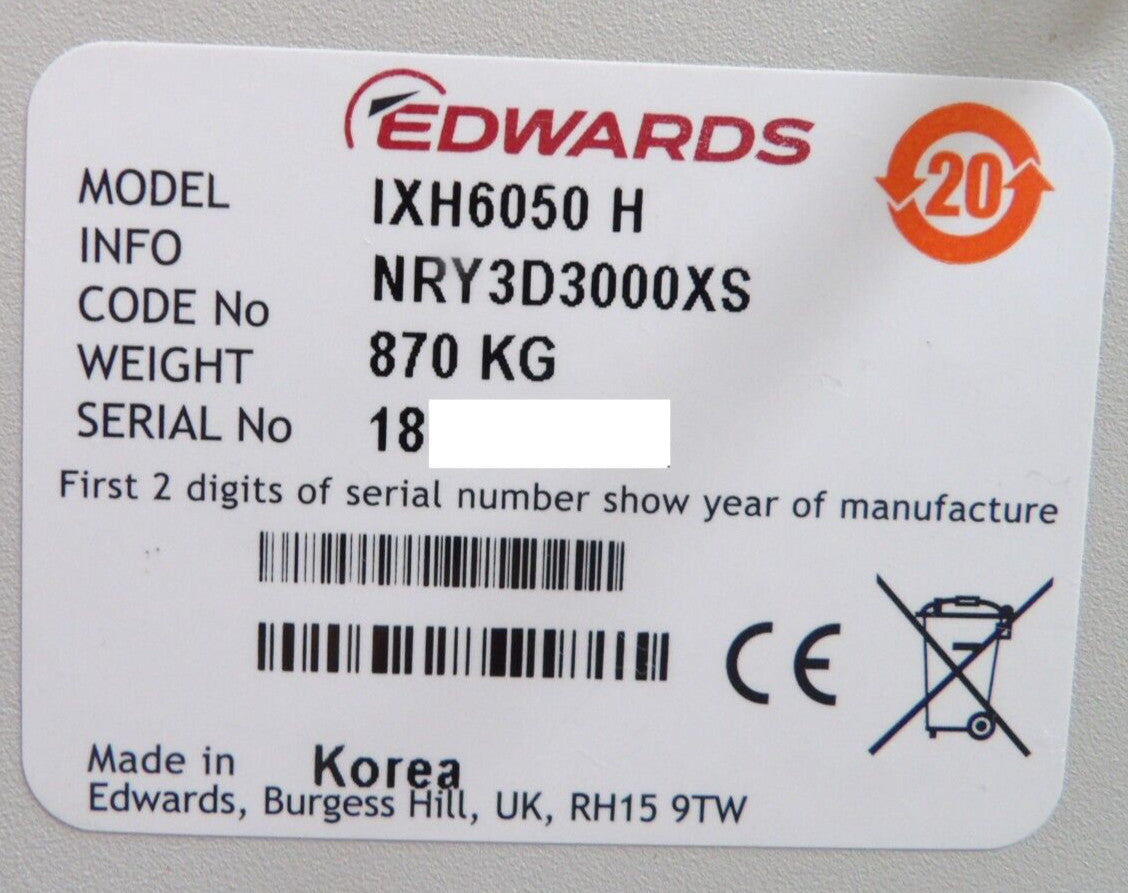 EDWARDS
20
MODEL IXH6050 H
INFO
CODE No NRY3D3000XS
WEIGHT 870 KG
SERIAL No 18
First 2 digits of serial number show year of manufacture
CE
Made in Korea
Edwards, Burgess Hill, UK, RH15 9TW